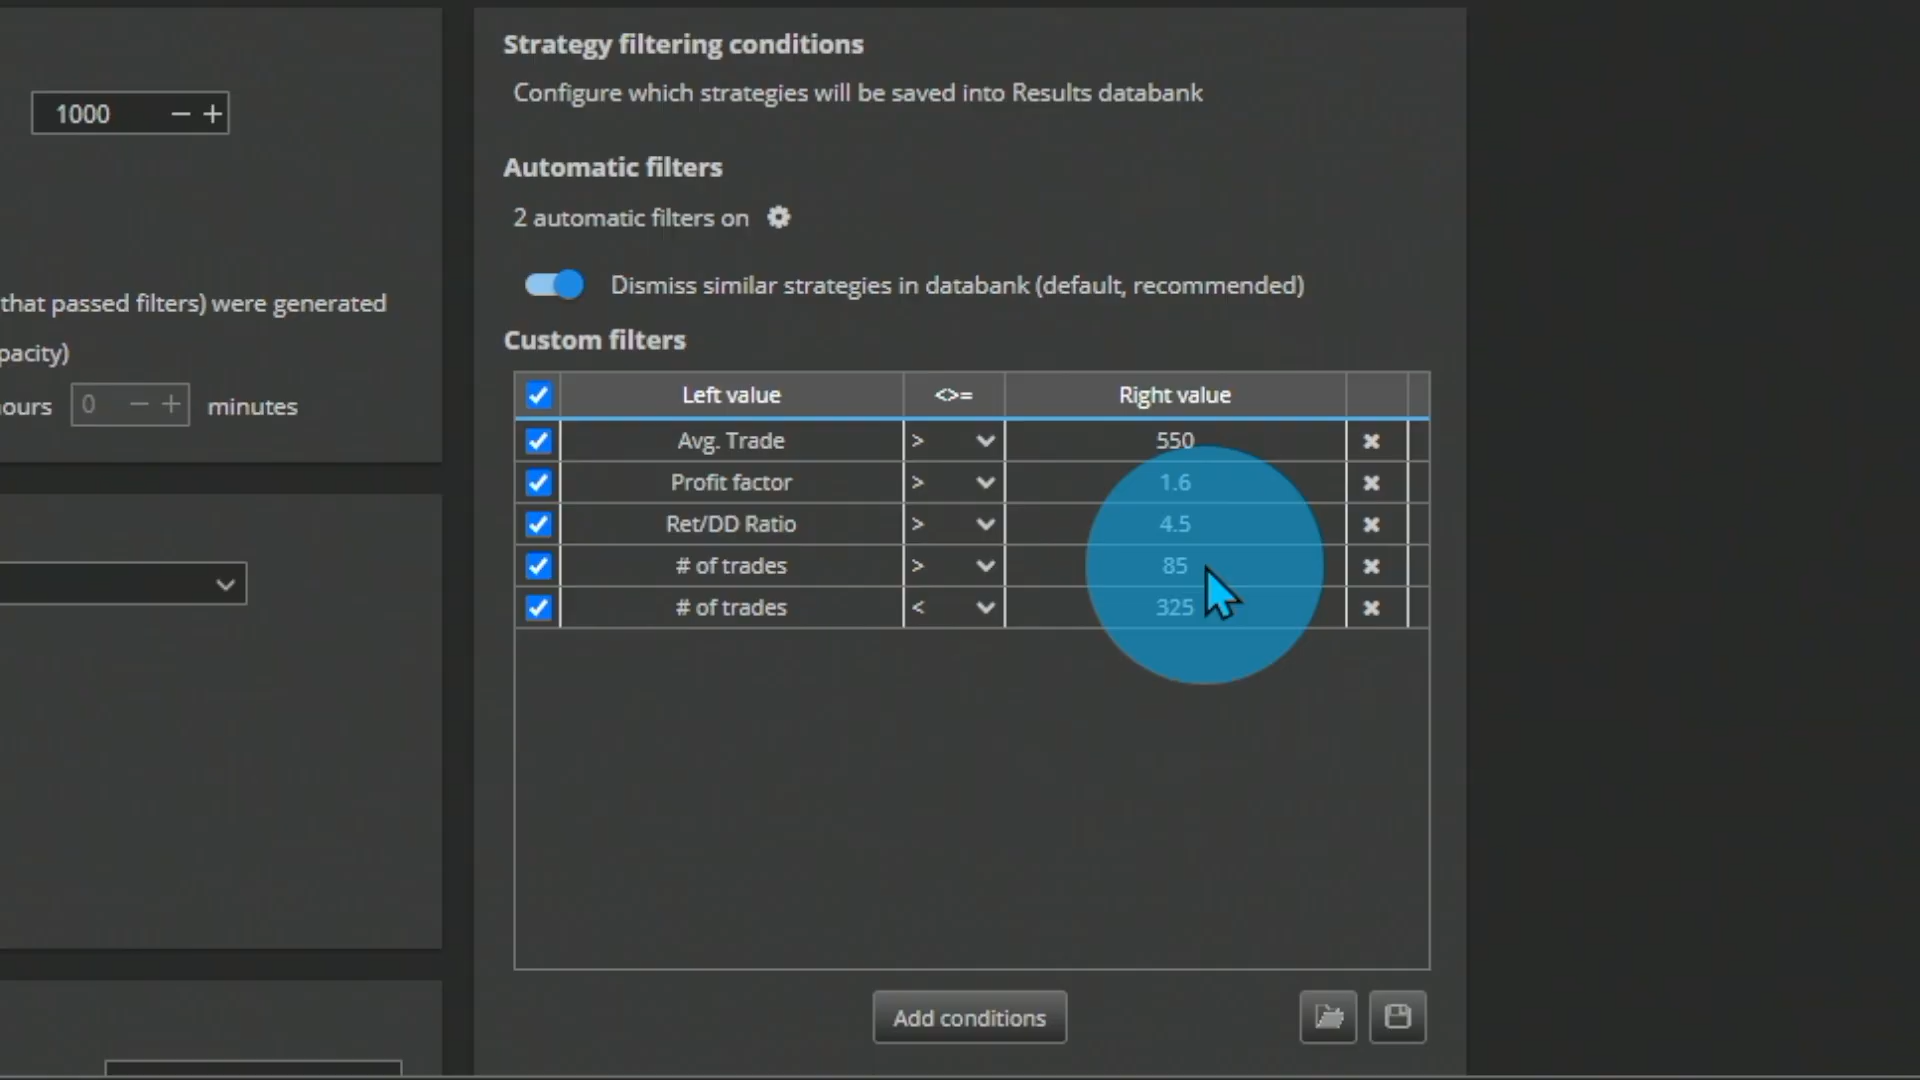 1000
that passed filters) were generated
pacity)
ours 0 minutes
Strategy filtering conditions
Configure which strategies will be saved into Results databank
Automatic filters
2 automatic filters on
Dismiss similar strategies in databank (default, recommended)
Custom filters
Left value <>= Right value
Avg. Trade > 550
Profit factor > 1.6
Ret/DD Ratio > 4.5
# of trades > 85
# of trades < 325
Add conditions